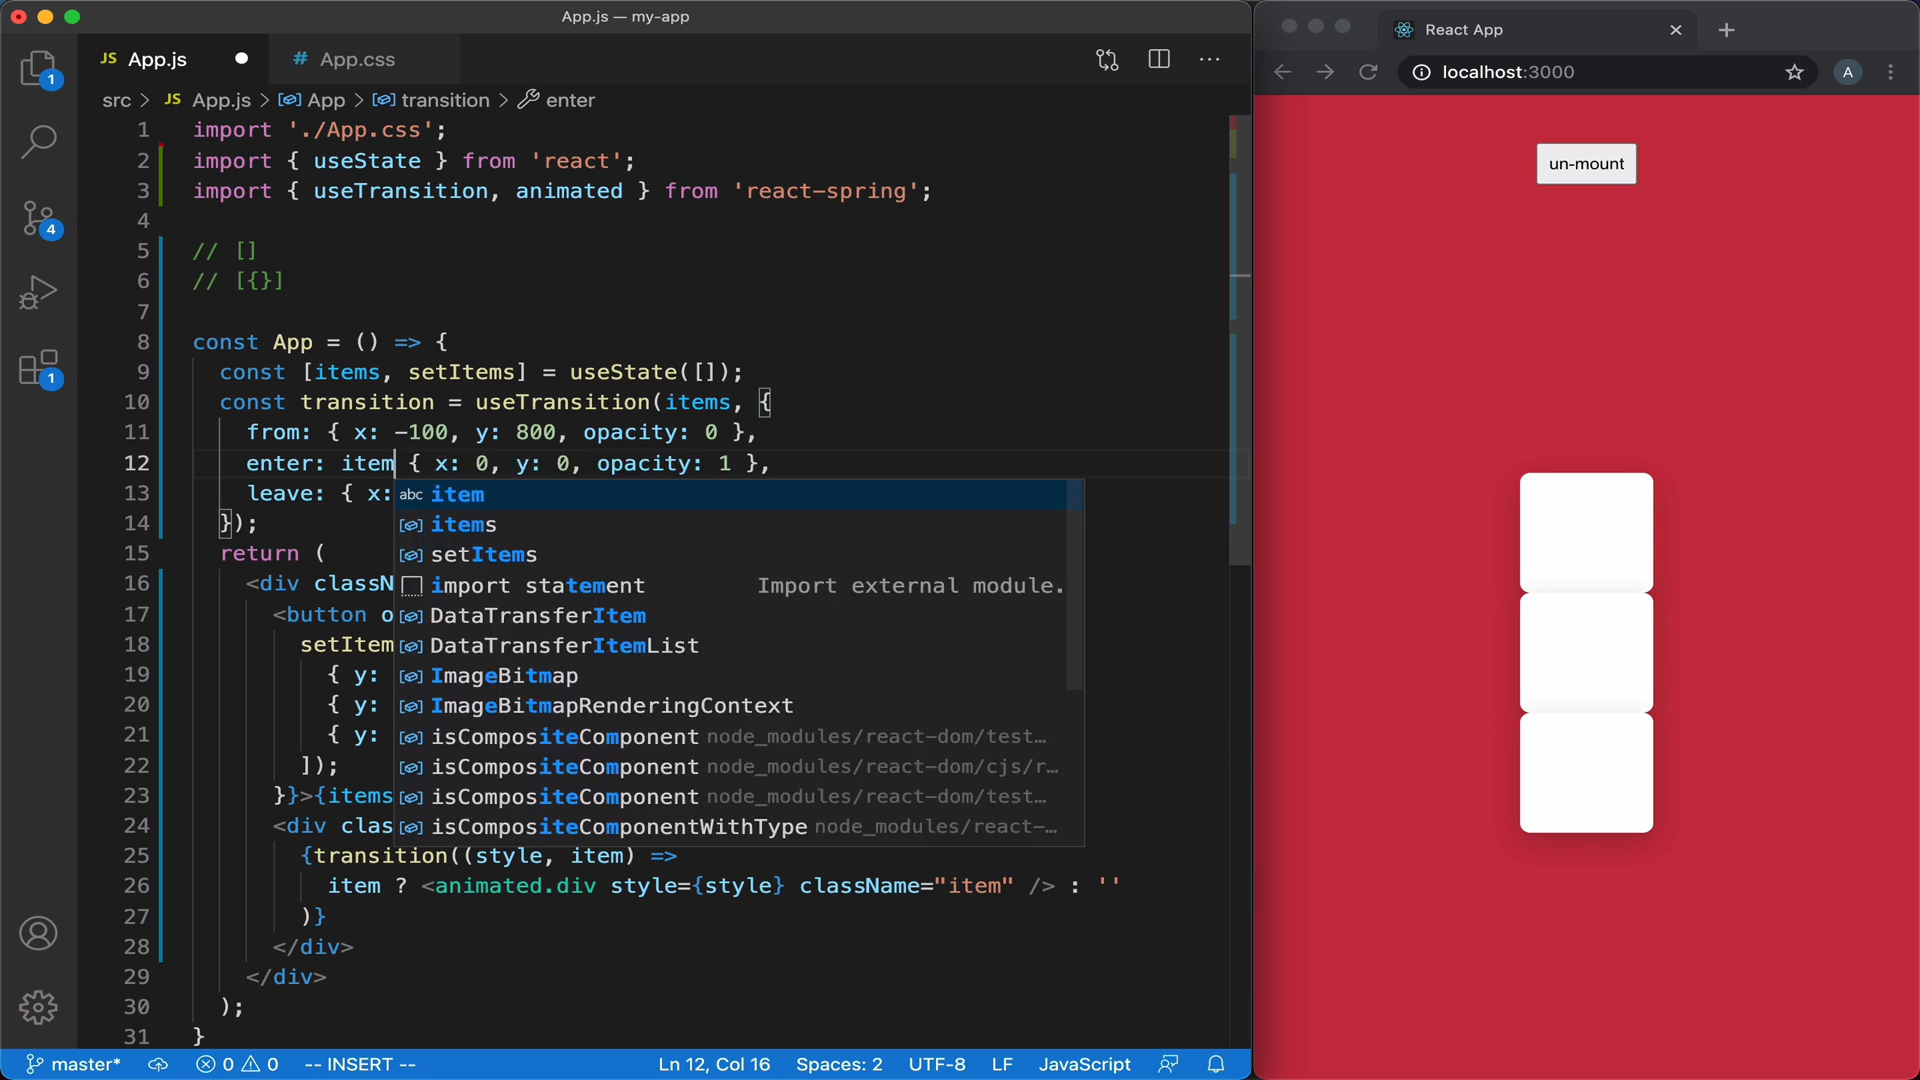 App.js — my-app
JS App.js
# App.css
src > JS App.js > App > transition > enter
1 import './App.css';
2 import { useState } from 'react';
3 import { useTransition, animated } from 'react-spring';
4
5 // []
6 // [{}]
7
8 const App = () => {
9 const [items, setItems] = useState([]);
10 const transition = useTransition(items, {
11 from: { x: -100, y: 800, opacity: 0 },
12 enter: item { x: 0, y: 0, opacity: 1 },
13 leave: { x:
14 });
15 return (
16 <div classN
17 <button o
18 setItem
19 { y:
20 { y:
21 { y:
22 ]);
23 }}>{items
24 <div clas
25 {transition((style, item) =>
26 item ? <animated.div style={style} className="item" /> : ''
27 )}
28 </div>
29 </div>
30 );
31 }
abc item
items
setItems
import statement Import external module.
DataTransferItem
DataTransferItemList
ImageBitmap
ImageBitmapRenderingContext
isCompositeComponent node_modules/react-dom/test…
isCompositeComponent node_modules/react-dom/cjs/r…
isCompositeComponent node_modules/react-dom/test…
isCompositeComponentWithType node_modules/react-…
1
4
1
master* 0 0 -- INSERT -- Ln 12, Col 16 Spaces: 2 UTF-8 LF JavaScript
React App
localhost:3000
A
un-mount